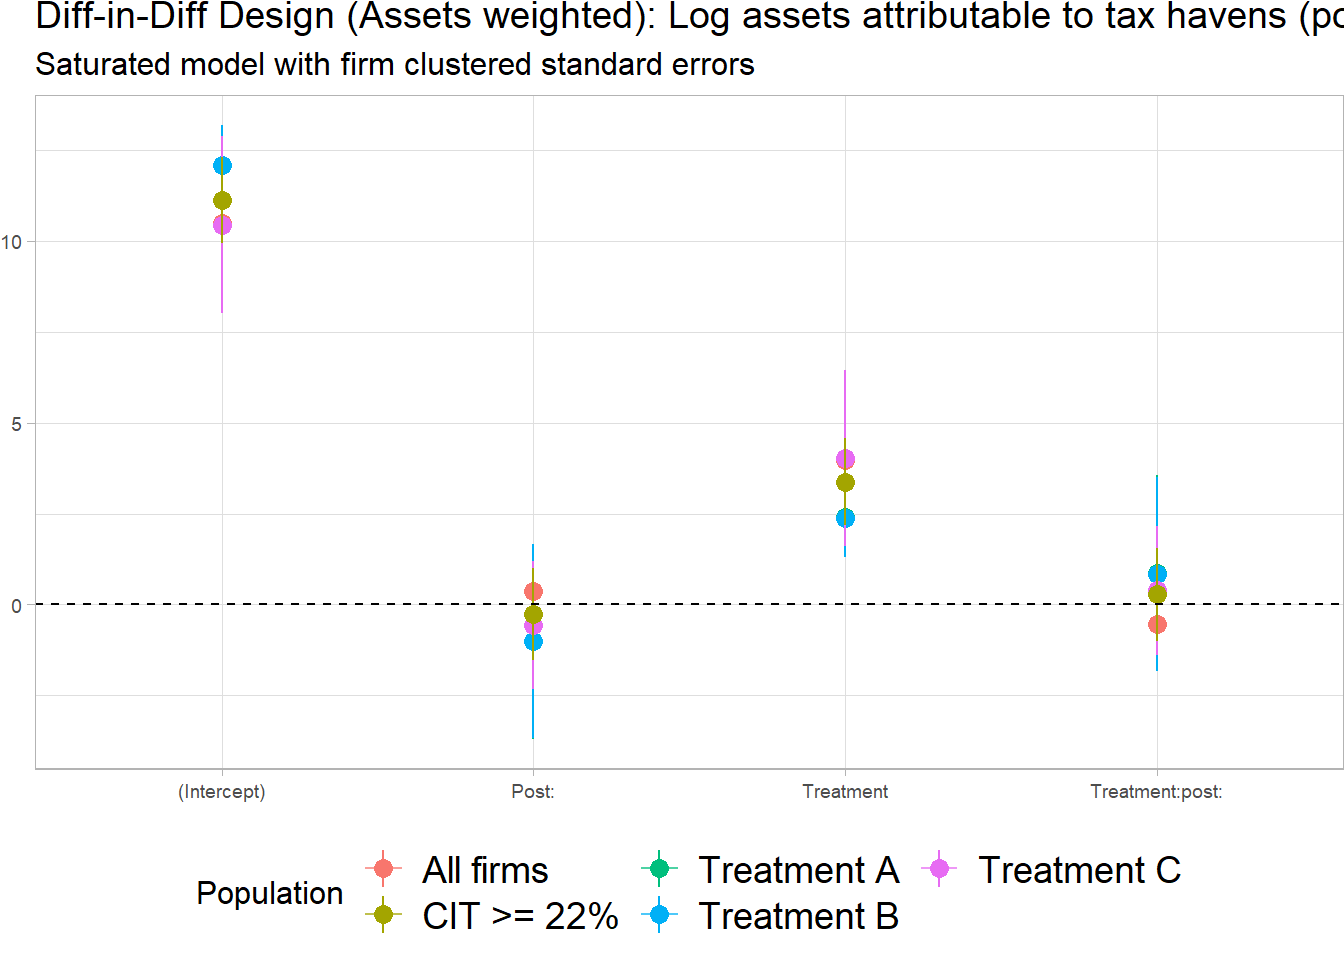 Diff-in-Diff Design (Assets weighted): Log assets attributable to tax havens (po
Saturated model with firm clustered standard errors
10
5
0
(Intercept) Post: Treatment Treatment:post:
Population
All firms Treatment A Treatment C
CIT >= 22% Treatment B